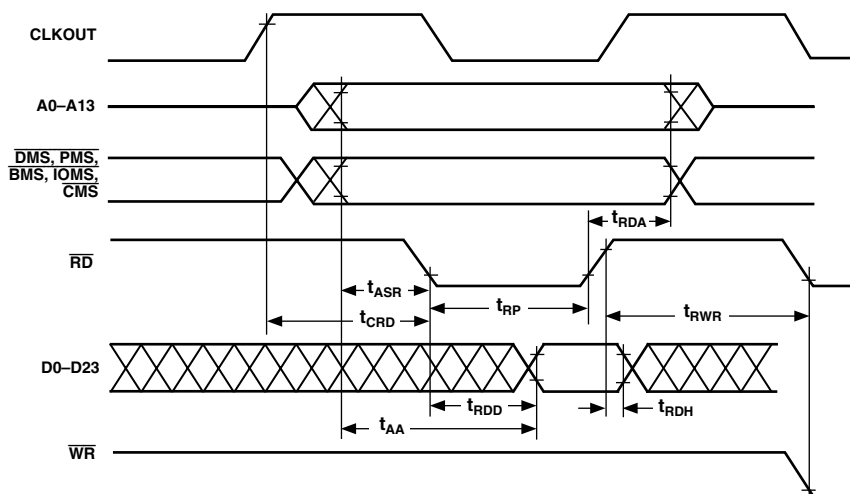 CLKOUT
A0–A13
DMS, PMS,
BMS, IOMS,
CMS
tRDA
RD
tASR
tRP
tCRD
tRWR
D0–D23
tRDD
tRDH
tAA
WR